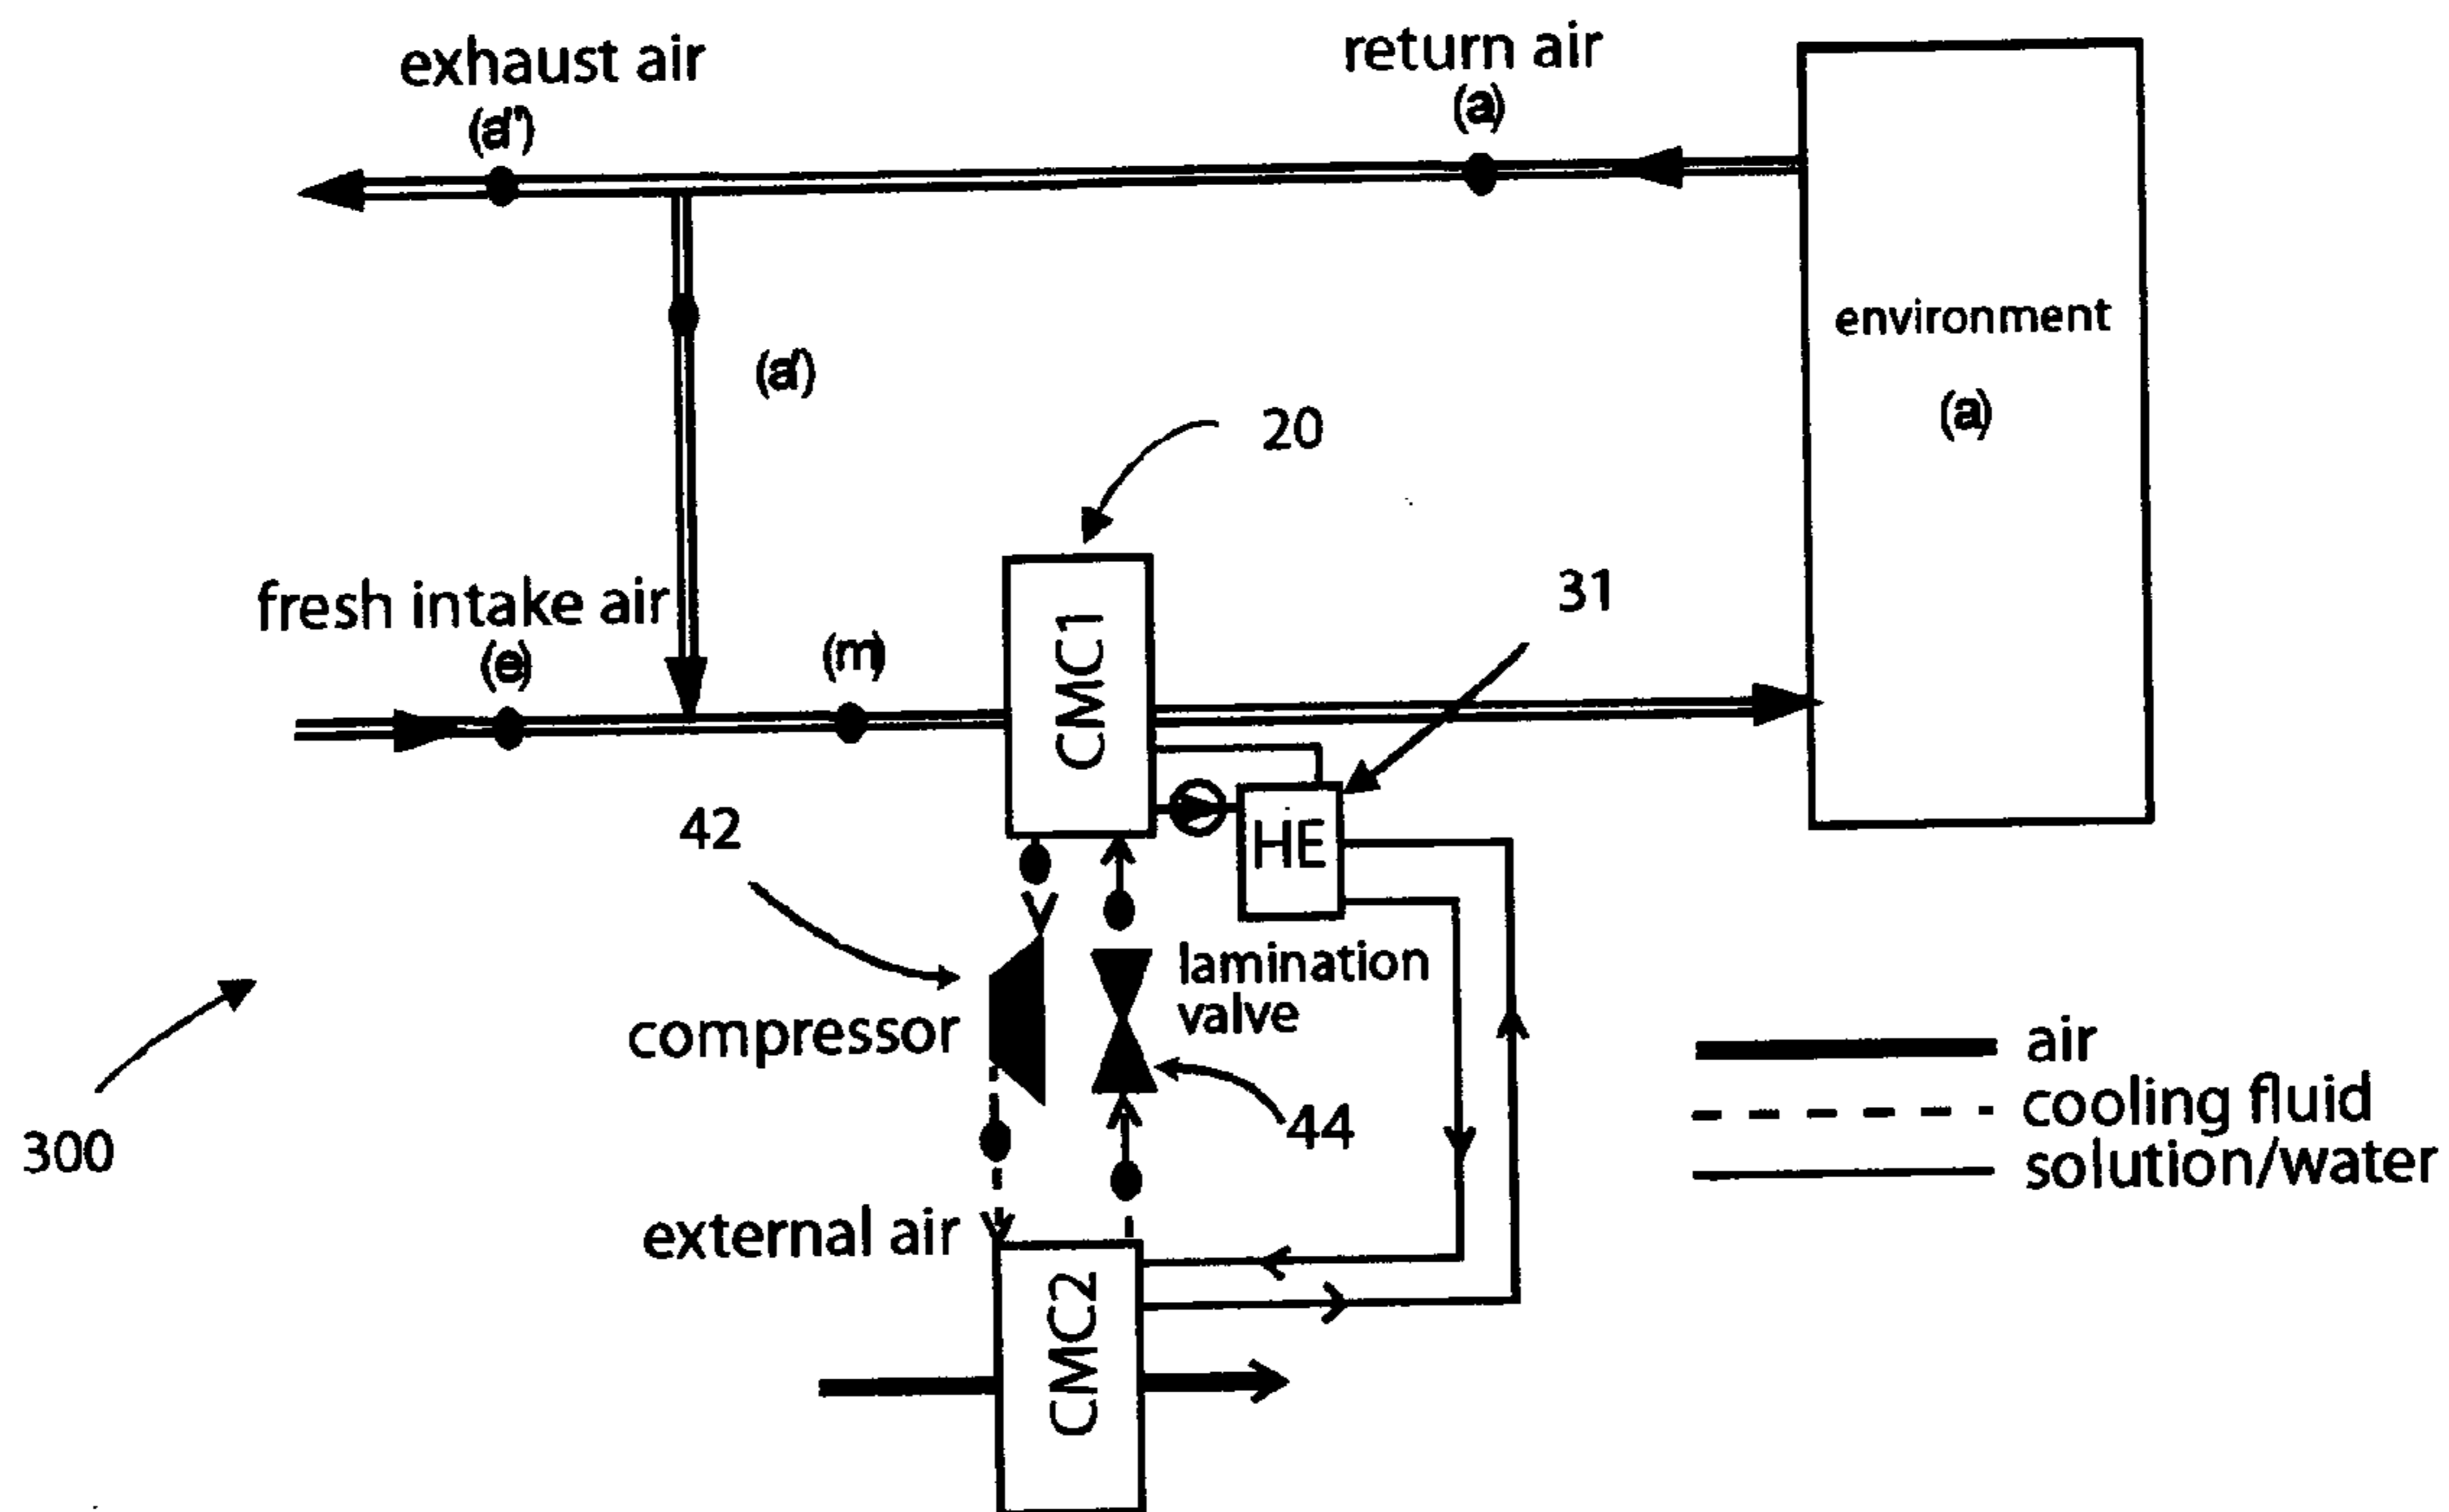 exhaust air
(a")
return air
(a)
environment
(a)
(a')
20
fresh intake air
(e)
(m)
CMC1
31
HE
42
lamination
valve
compressor
44
300
air
cooling fluid
solution/water
external air
CMC2